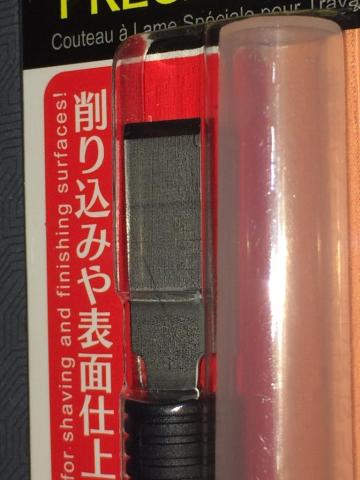 Couteau à Lame Spéciale pour Trava
削り込みや表面仕上
for shaving and finishing surfaces!